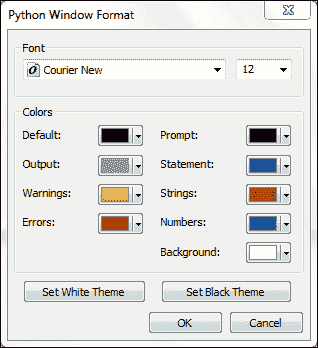 Python Window Format
Font
Courier New 12
Colors
Default: Prompt:
Output: Statement:
Warnings: Strings:
Errors: Numbers:
Background:
Set White Theme Set Black Theme
OK Cancel